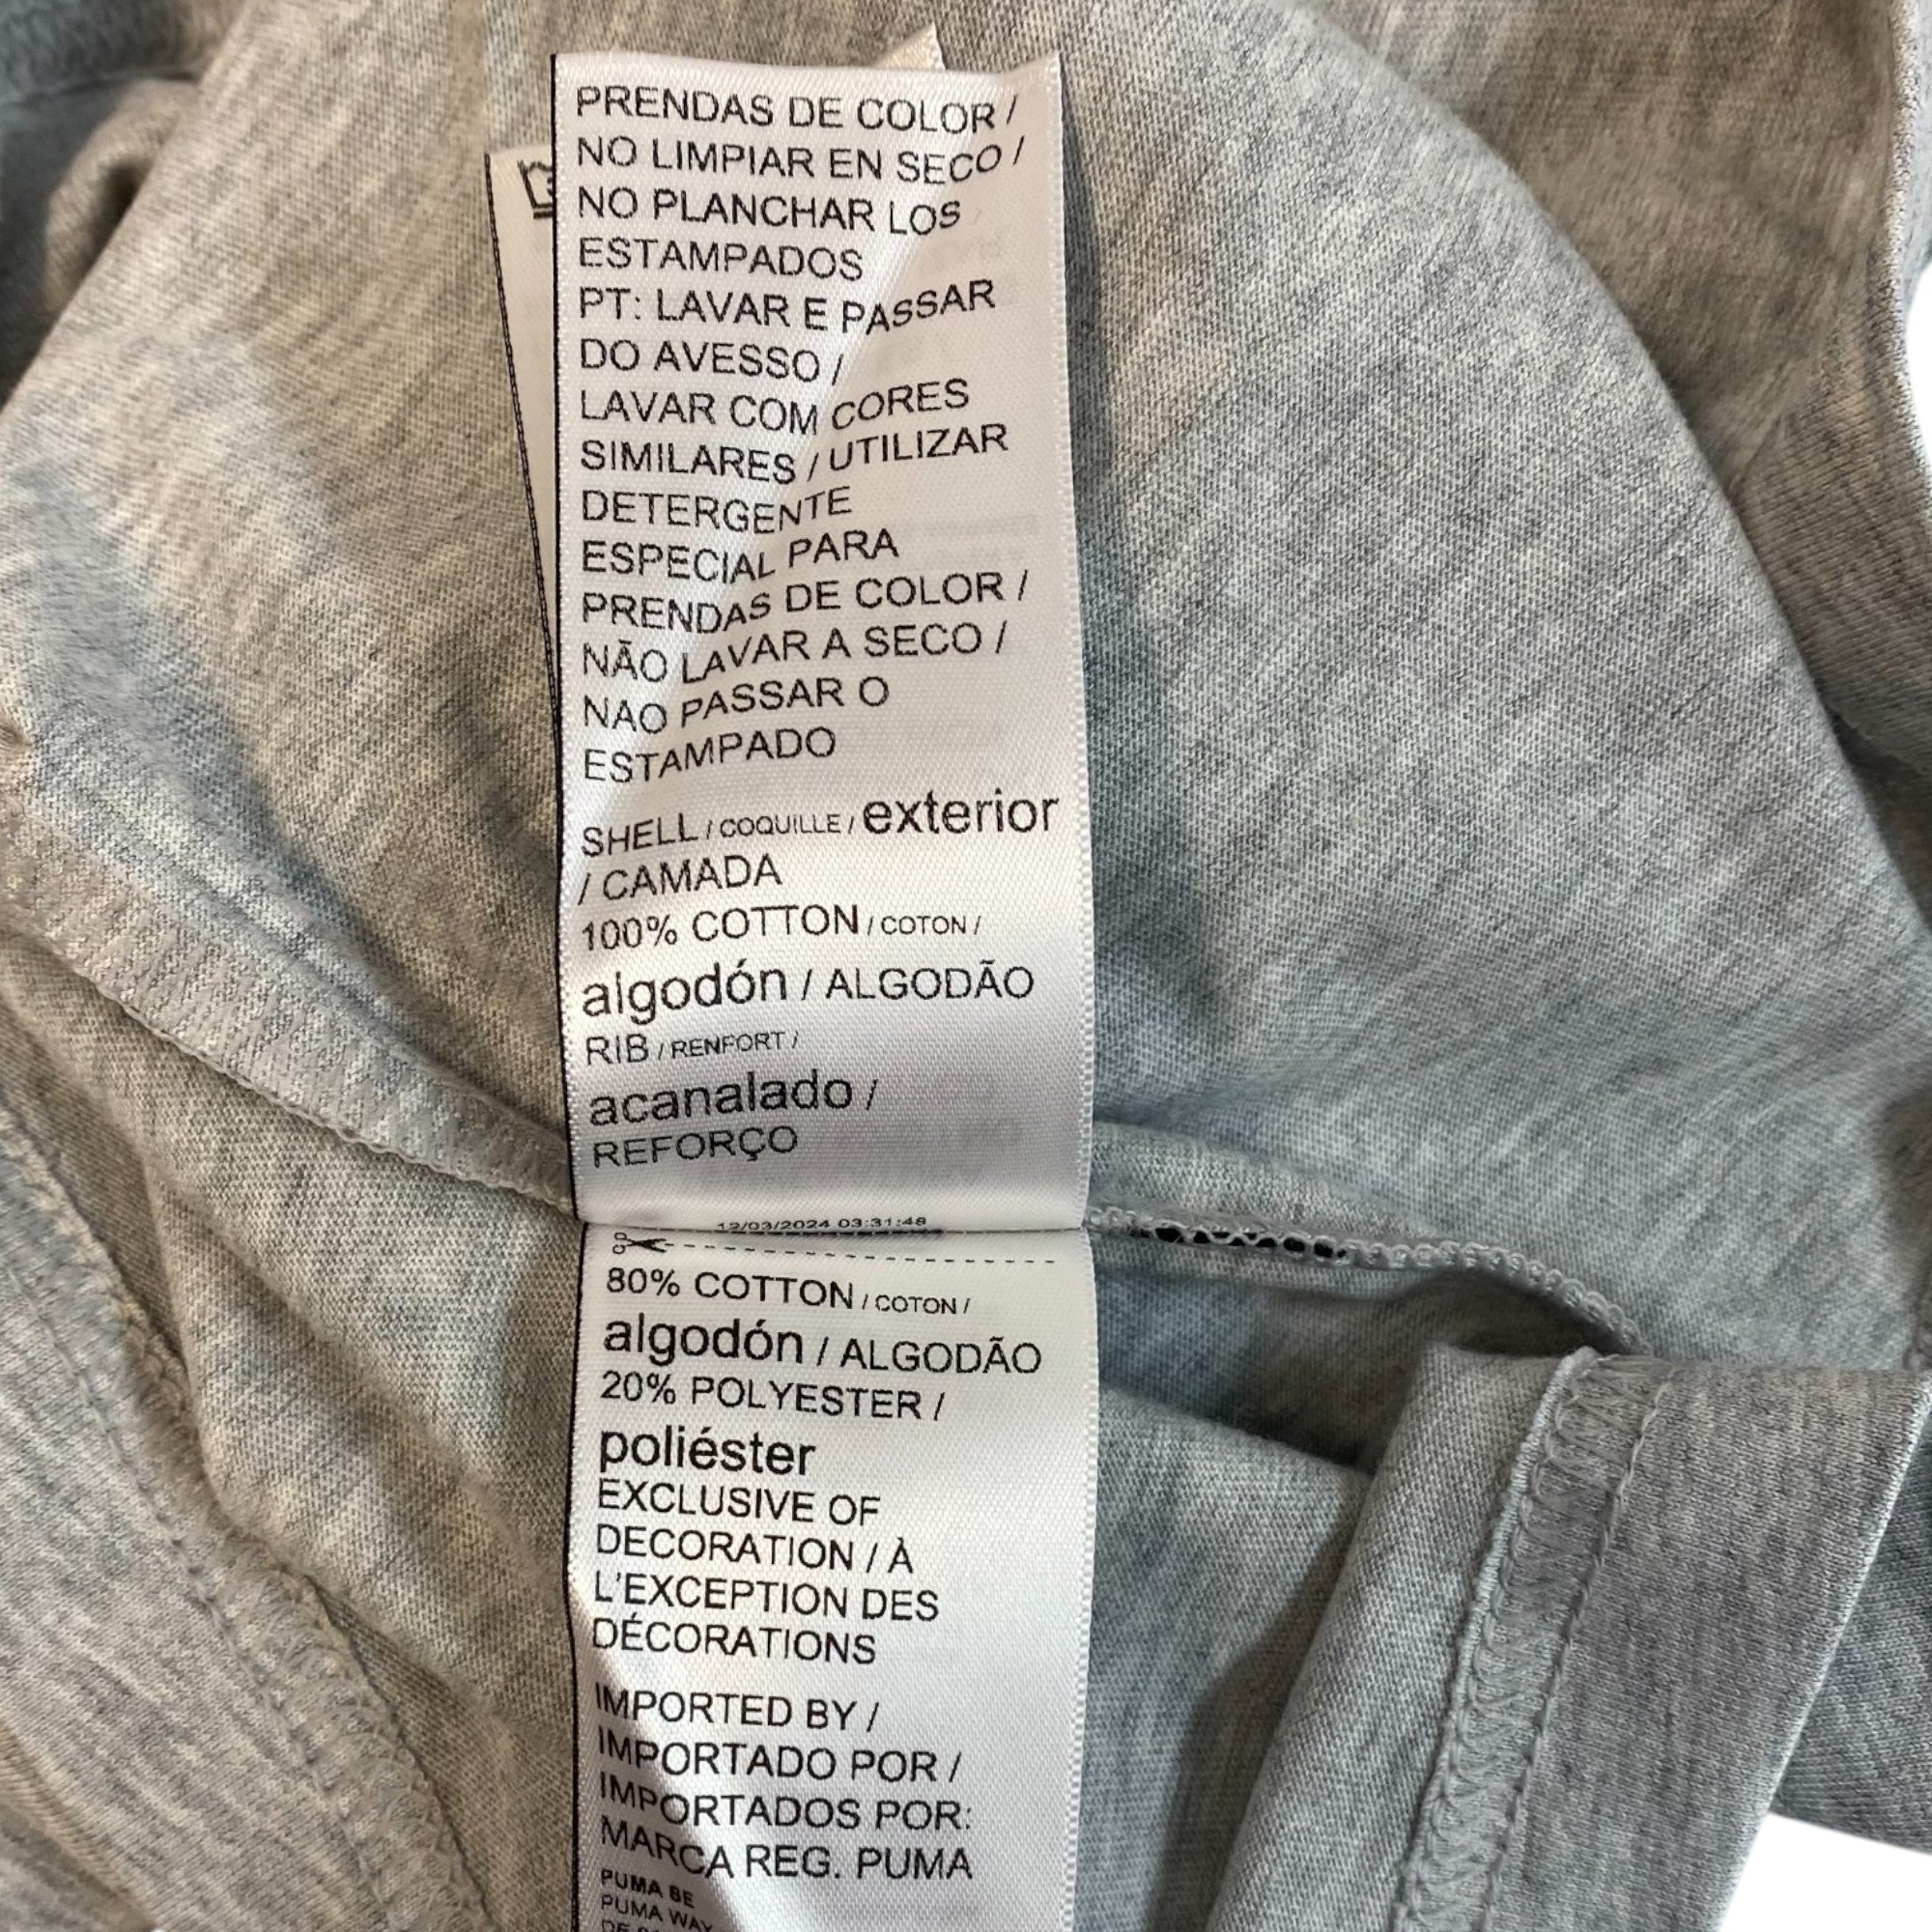 PRENDAS DE COLOR /
NO LIMPIAR EN SECO /
NO PLANCHAR LOS
ESTAMPADOS
PT: LAVAR E PASSAR
DO AVESSO /
LAVAR COM CORES
SIMILARES / UTILIZAR
DETERGENTE
ESPECIAL PARA
PRENDAS DE COLOR /
NÃO LAVAR A SECO /
NAO PASSAR O
ESTAMPADO
SHELL / COQUILLE / exterior
/ CAMADA
100% COTTON / COTON /
algodón / ALGODÃO
RIB / RENFORT /
acanalado /
REFORÇO
12/03/2024 03:31:48
80% COTTON / COTON /
algodón / ALGODÃO
20% POLYESTER /
poliéster
EXCLUSIVE OF
DECORATION / À
L'EXCEPTION DES
DÉCORATIONS
IMPORTED BY /
IMPORTADO POR /
IMPORTADOS POR:
MARCA REG. PUMA
PUMA SE
PUMA WAY